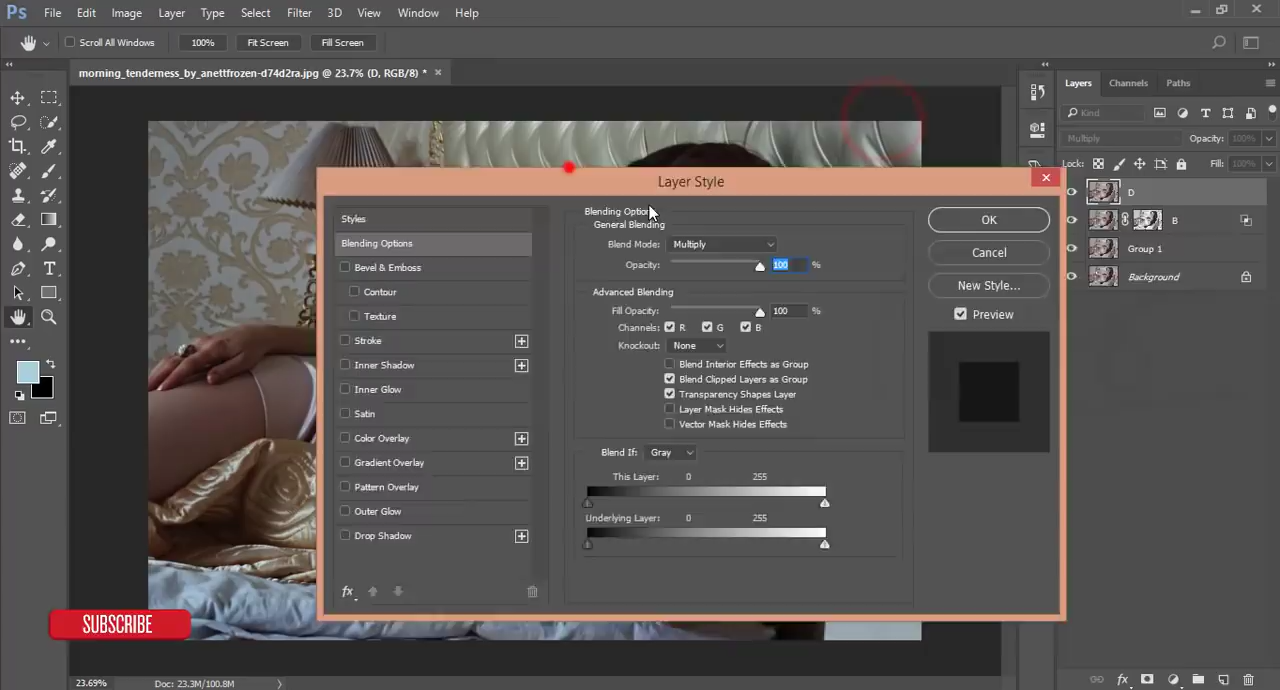 Ps File Edit Image Layer Type Select Filter 3D View Window Help
Scroll All Windows 100% Fit Screen Fill Screen
morning_tenderness_by_anettfrozen-d74d2ra.jpg @ 23.7% (D, RGB/8) *
Layers Channels Paths
Kind
Multiply Opacity: 100%
Lock: Fill: 100%
D
B
Group 1
Background
Layer Style
Styles
Blending Options
Bevel & Emboss
Contour
Texture
Stroke
Inner Shadow
Inner Glow
Satin
Color Overlay
Gradient Overlay
Pattern Overlay
Outer Glow
Drop Shadow
fx
Blending Options
General Blending
Blend Mode: Multiply
Opacity: 100 %
Advanced Blending
Fill Opacity: 100 %
Channels: R G B
Knockout: None
Blend Interior Effects as Group
Blend Clipped Layers as Group
Transparency Shapes Layer
Layer Mask Hides Effects
Vector Mask Hides Effects
Blend If: Gray
This Layer: 0 255
Underlying Layer: 0 255
OK
Cancel
New Style...
Preview
SUBSCRIBE
23.69% Doc: 23.3M/100.8M
fx